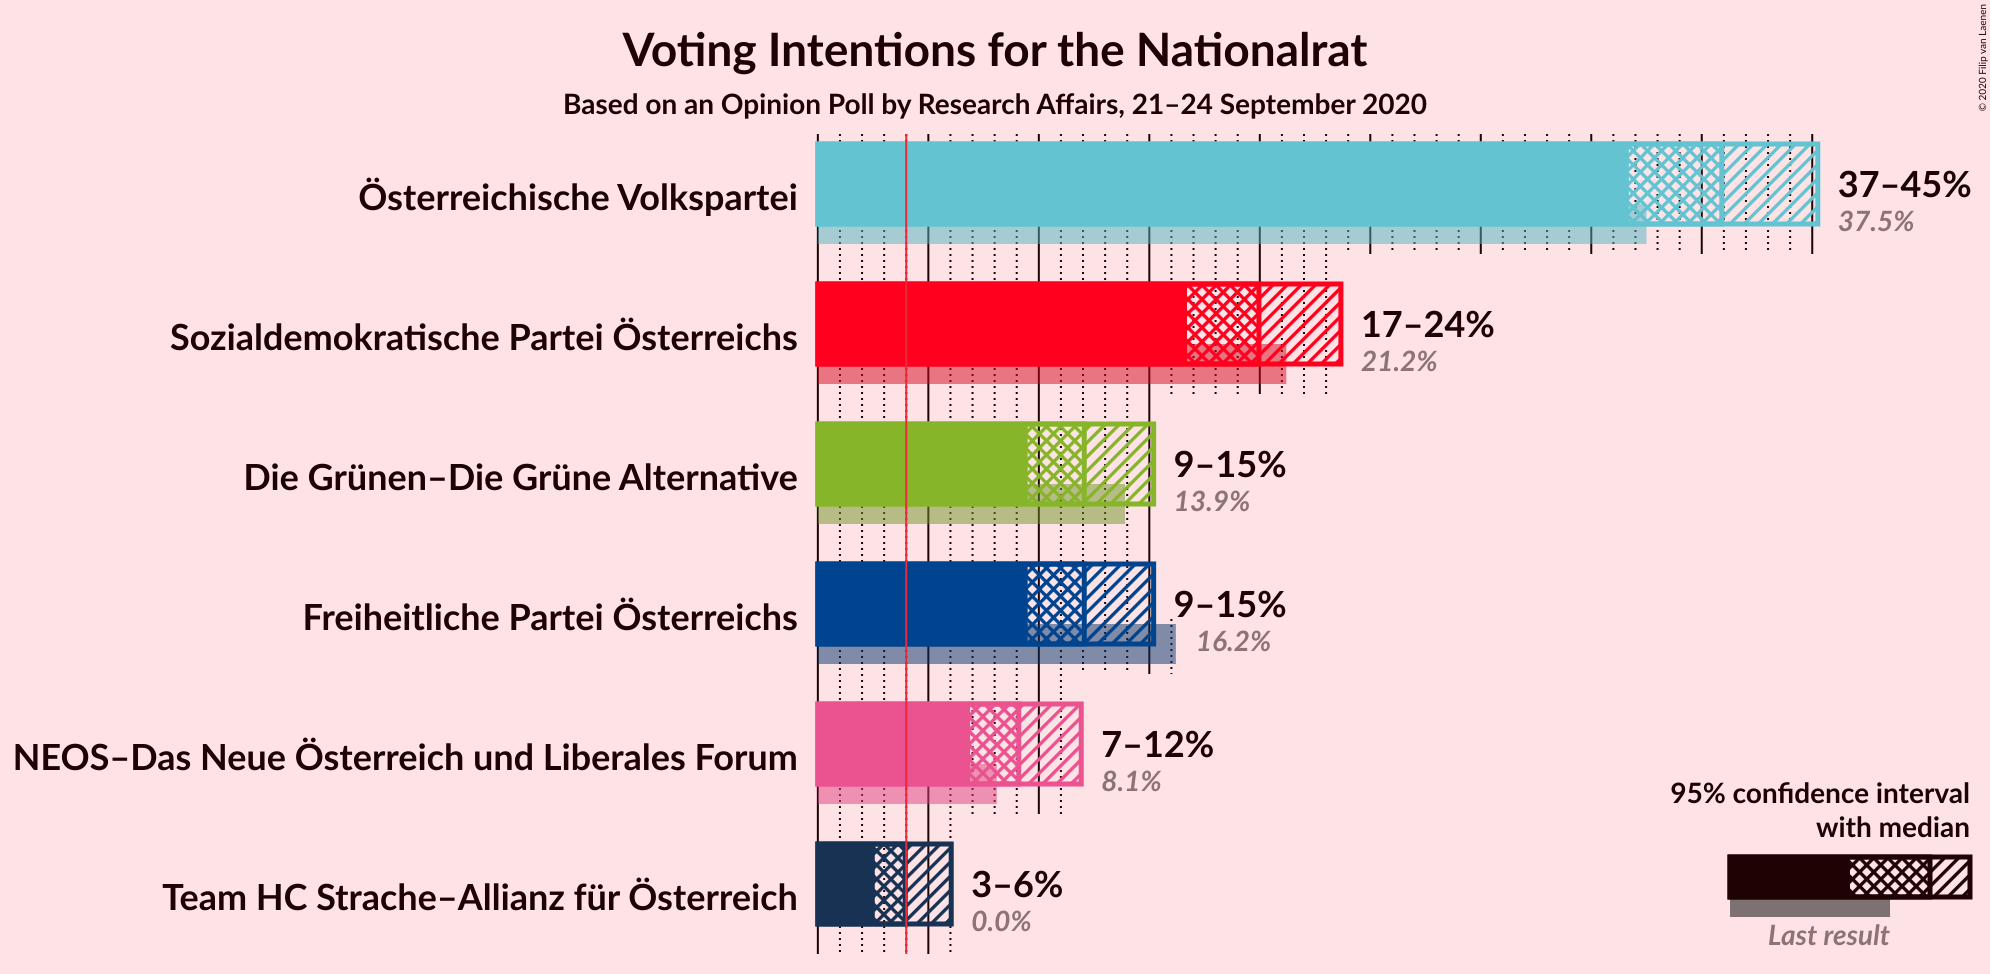 Voting Intentions for the Nationalrat
Based on an Opinion Poll by Research Affairs, 21–24 September 2020
© 2020 Filip van Laenen
Österreichische Volkspartei
37–45%
37.5%
Sozialdemokratische Partei Österreichs
17–24%
21.2%
Die Grünen–Die Grüne Alternative
9–15%
13.9%
Freiheitliche Partei Österreichs
9–15%
16.2%
NEOS–Das Neue Österreich und Liberales Forum
7–12%
8.1%
Team HC Strache–Allianz für Österreich
3–6%
0.0%
95% confidence interval
with median
Last result